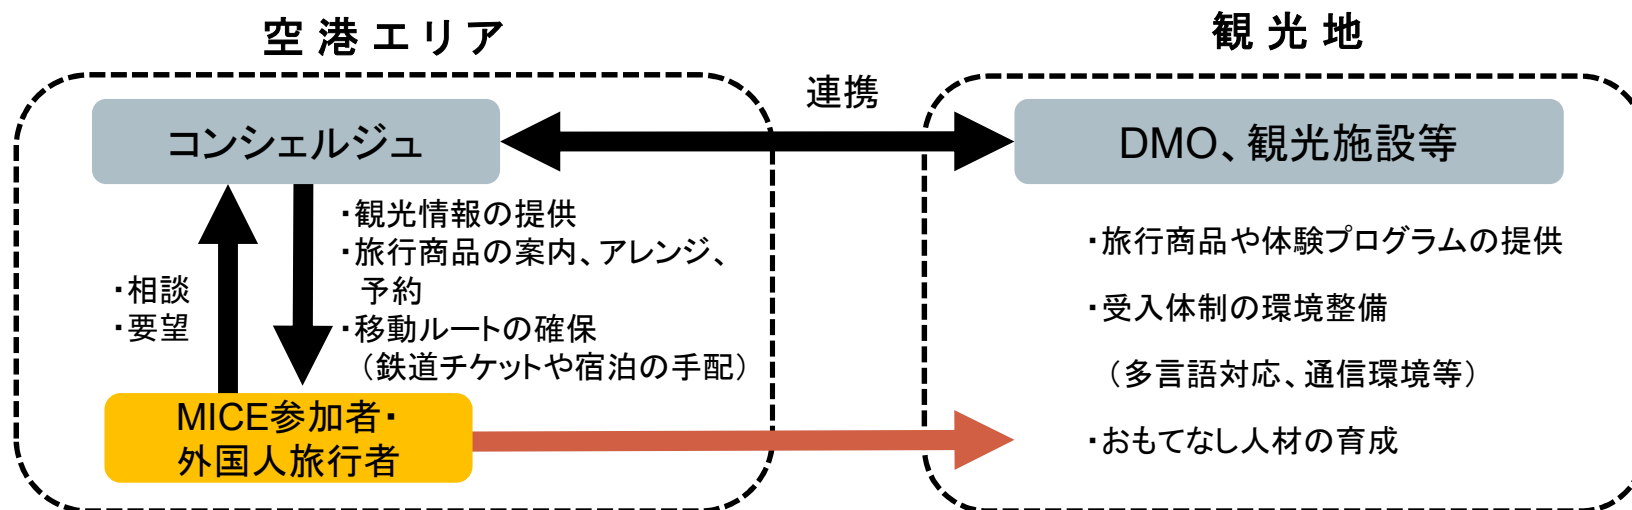 空港エリア
観光地
連携
コンシェルジュ
DMO、観光施設等
・観光情報の提供
・旅行商品の案内、アレンジ、
予約
・移動ルートの確保
（鉄道チケットや宿泊の手配）
・相談
・要望
MICE参加者・
外国人旅行者
・旅行商品や体験プログラムの提供
・受入体制の環境整備
（多言語対応、通信環境等）
・おもてなし人材の育成